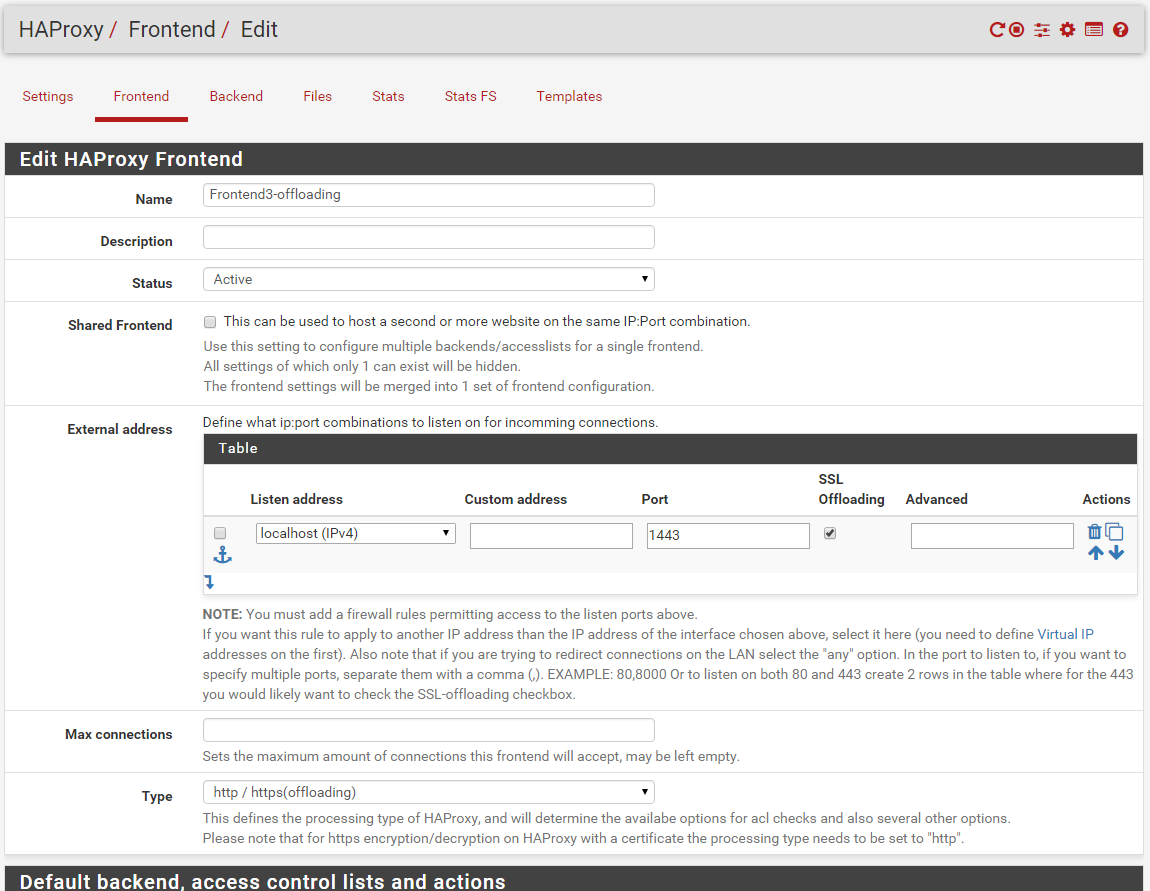 HAProxy / Frontend / Edit
Settings Frontend Backend Files Stats Stats FS Templates
Edit HAProxy Frontend
Name Frontend3-offloading
Description
Status Active
Shared Frontend This can be used to host a second or more website on the same IP:Port combination.
Use this setting to configure multiple backends/accesslists for a single frontend.
All settings of which only 1 can exist will be hidden.
The frontend settings will be merged into 1 set of frontend configuration.
External address Define what ip:port combinations to listen on for incomming connections.
Table
Listen address Custom address Port SSL Offloading Advanced Actions
localhost (IPv4) 1443
NOTE: You must add a firewall rules permitting access to the listen ports above.
If you want this rule to apply to another IP address than the IP address of the interface chosen above, select it here (you need to define Virtual IP
addresses on the first). Also note that if you are trying to redirect connections on the LAN select the "any" option. In the port to listen to, if you want to
specify multiple ports, separate them with a comma (,). EXAMPLE: 80,8000 Or to listen on both 80 and 443 create 2 rows in the table where for the 443
you would likely want to check the SSL-offloading checkbox.
Max connections
Sets the maximum amount of connections this frontend will accept, may be left empty.
Type http / https(offloading)
This defines the processing type of HAProxy, and will determine the availabe options for acl checks and also several other options.
Please note that for https encryption/decryption on HAProxy with a certificate the processing type needs to be set to "http".
Default backend, access control lists and actions